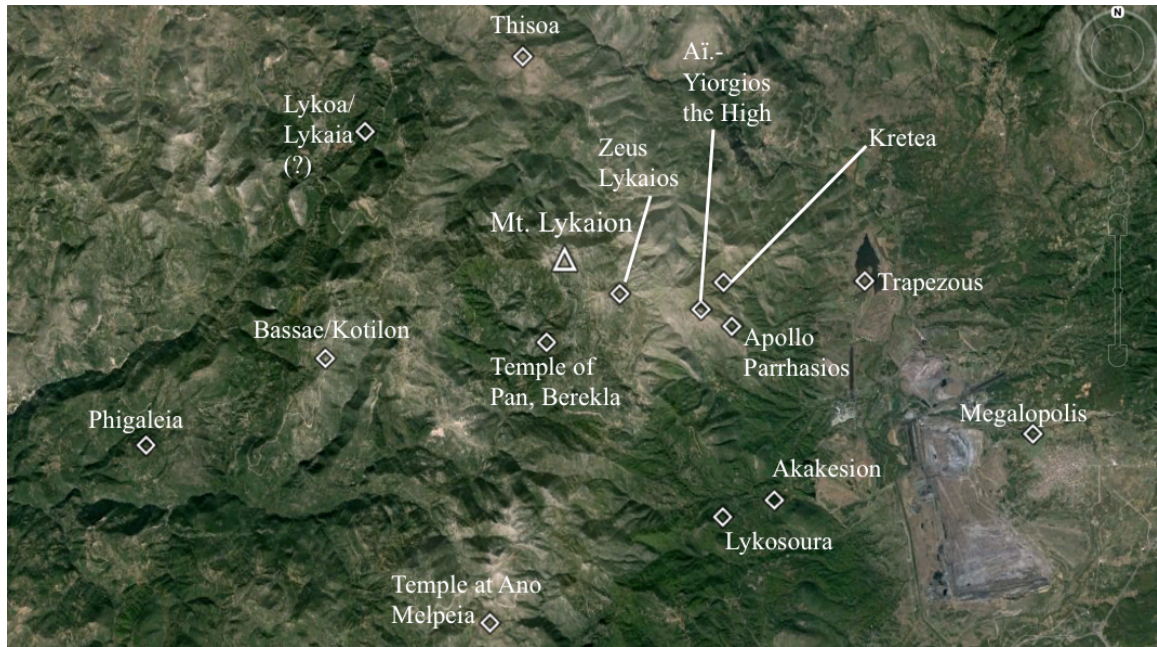 N
Thisoa
Aï.-
Yiorgios
the High
Lykoa/
Lykaia
(?)
Kretea
Zeus
Lykaios
Mt. Lykaion
Trapezous
Bassae/Kotilon
Apollo
Parrhasios
Temple of
Pan, Berekla
Phigaleia
Megalopolis
Akakesion
Lykosoura
Temple at Ano
Melpeia